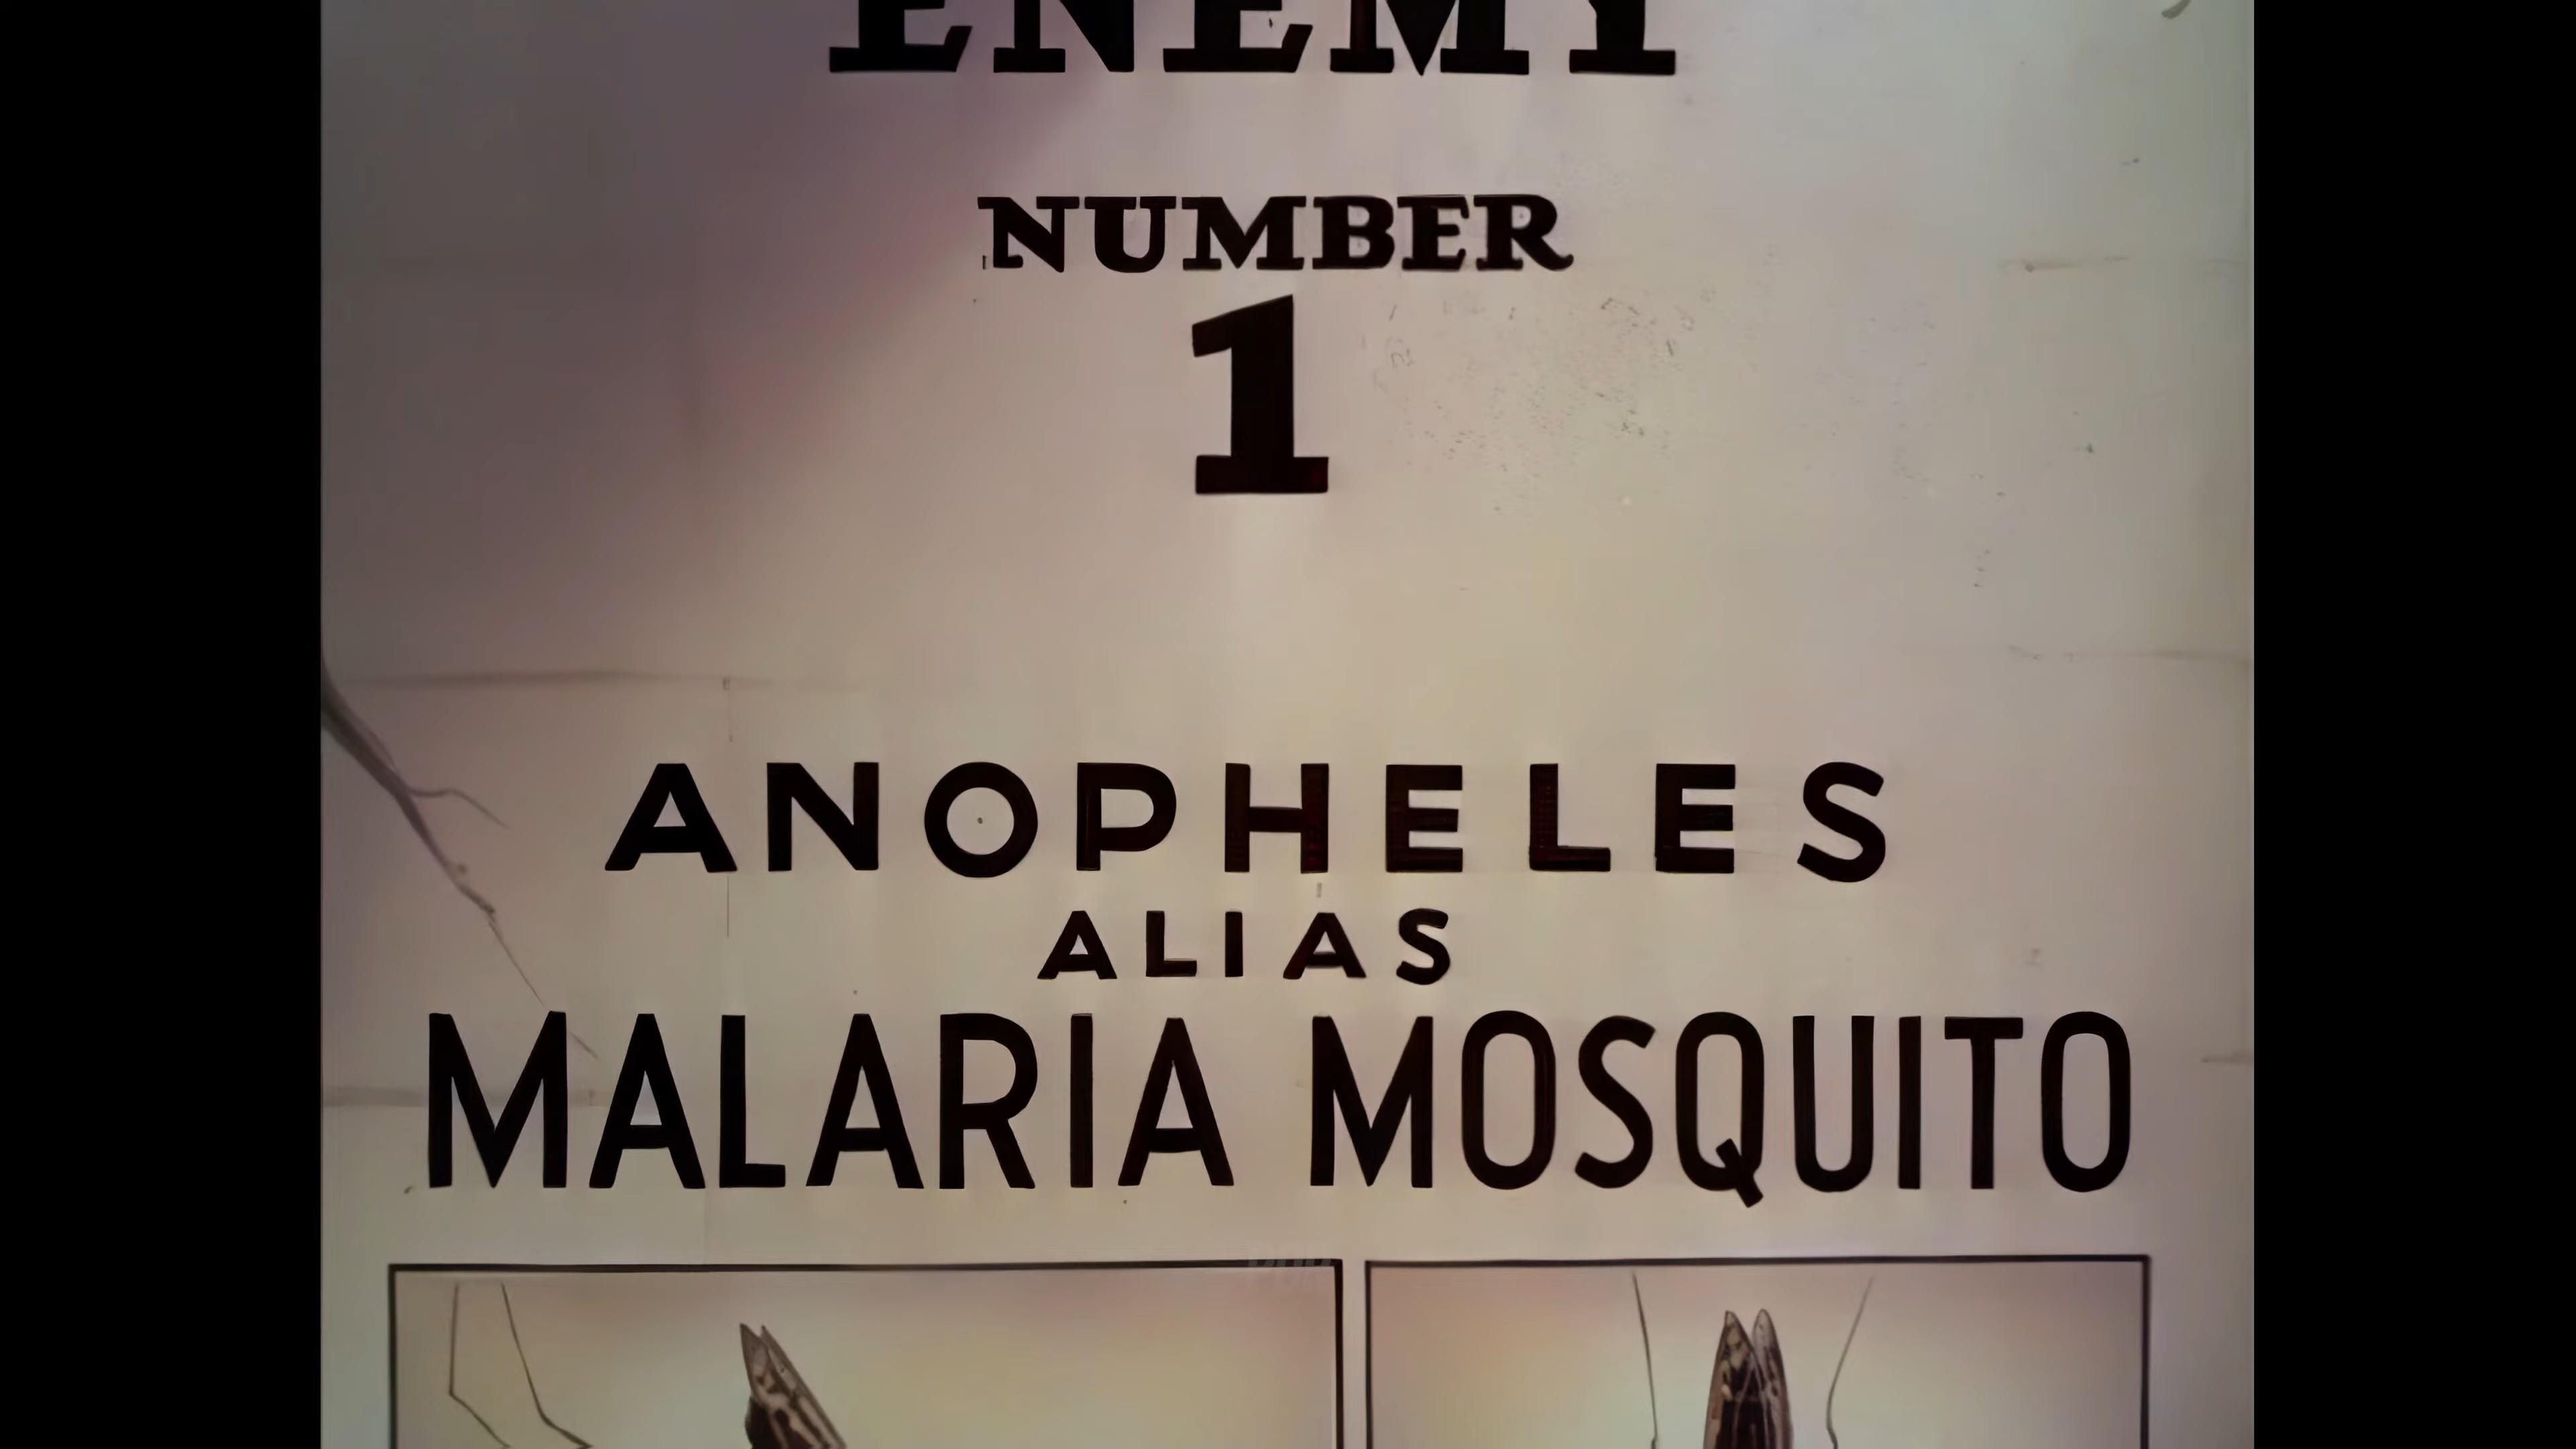 ENEMY
NUMBER
1
ANOPHELES
ALIAS
MALARIA MOSQUITO